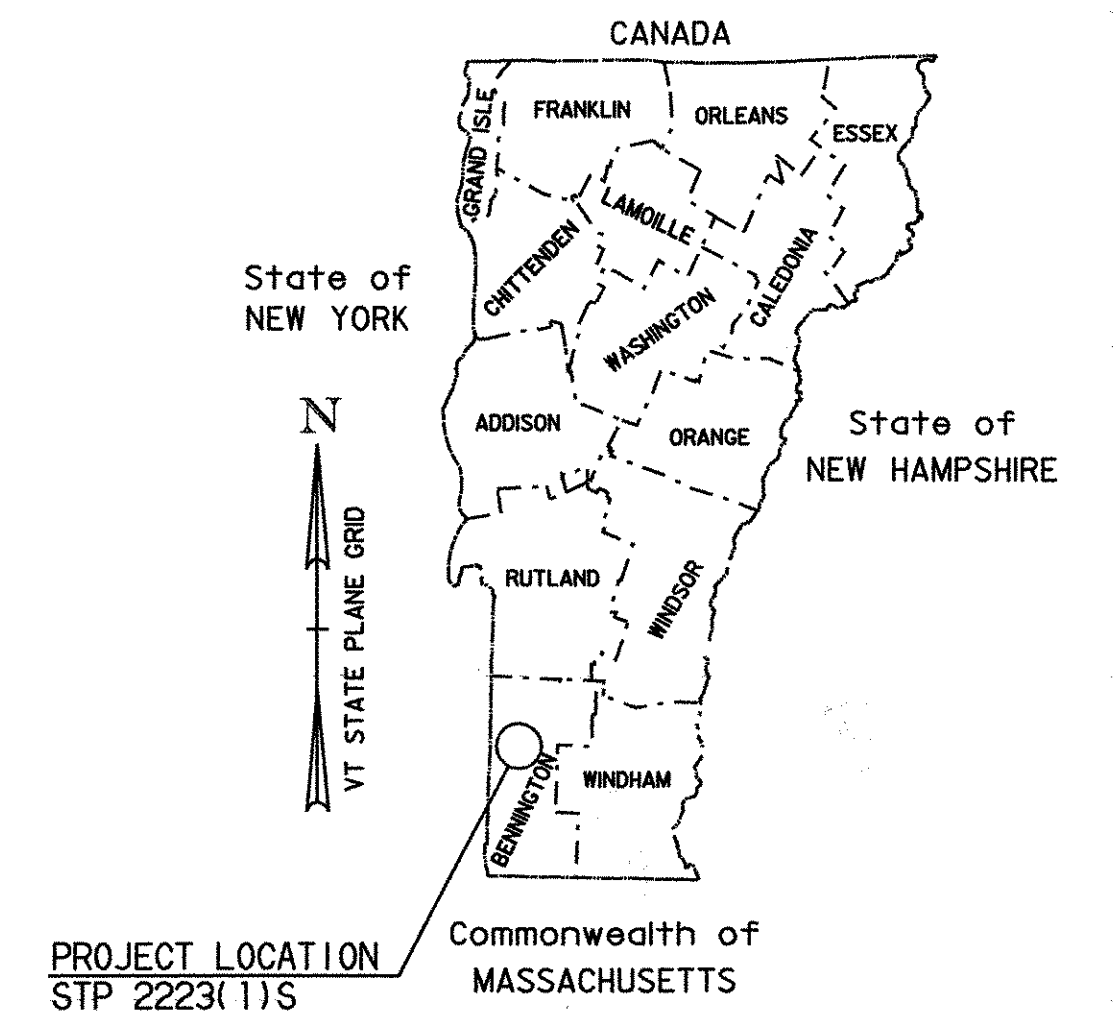 CANADA
GRAND ISLE
FRANKLIN
ORLEANS
ESSEX
LAMOILLE
CHITTENDEN
CALEDONIA
State of
NEW YORK
WASHINGTON
N
ADDISON
ORANGE
State of
NEW HAMPSHIRE
VT STATE PLANE GRID
RUTLAND
WINDSOR
BENNINGTON
WINDHAM
Commonwealth of
MASSACHUSETTS
PROJECT LOCATION
STP 2223(1)S